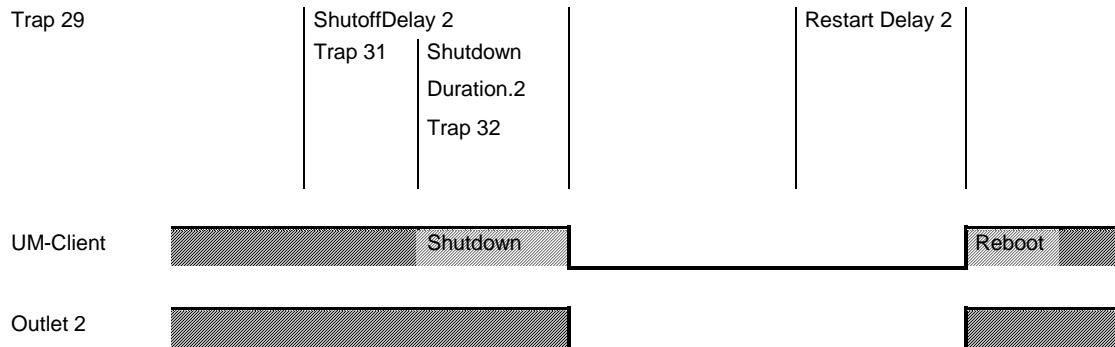 Trap 29 ShutoffDelay 2 Restart Delay 2
Trap 31 Shutdown
Duration.2
Trap 32
UM-Client Shutdown Reboot
Outlet 2